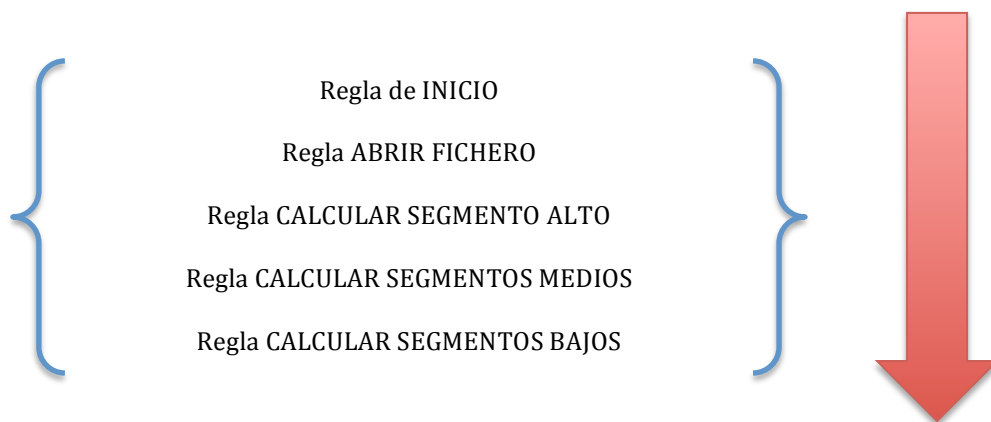 Regla de INICIO
Regla ABRIR FICHERO
Regla CALCULAR SEGMENTO ALTO
Regla CALCULAR SEGMENTOS MEDIOS
Regla CALCULAR SEGMENTOS BAJOS